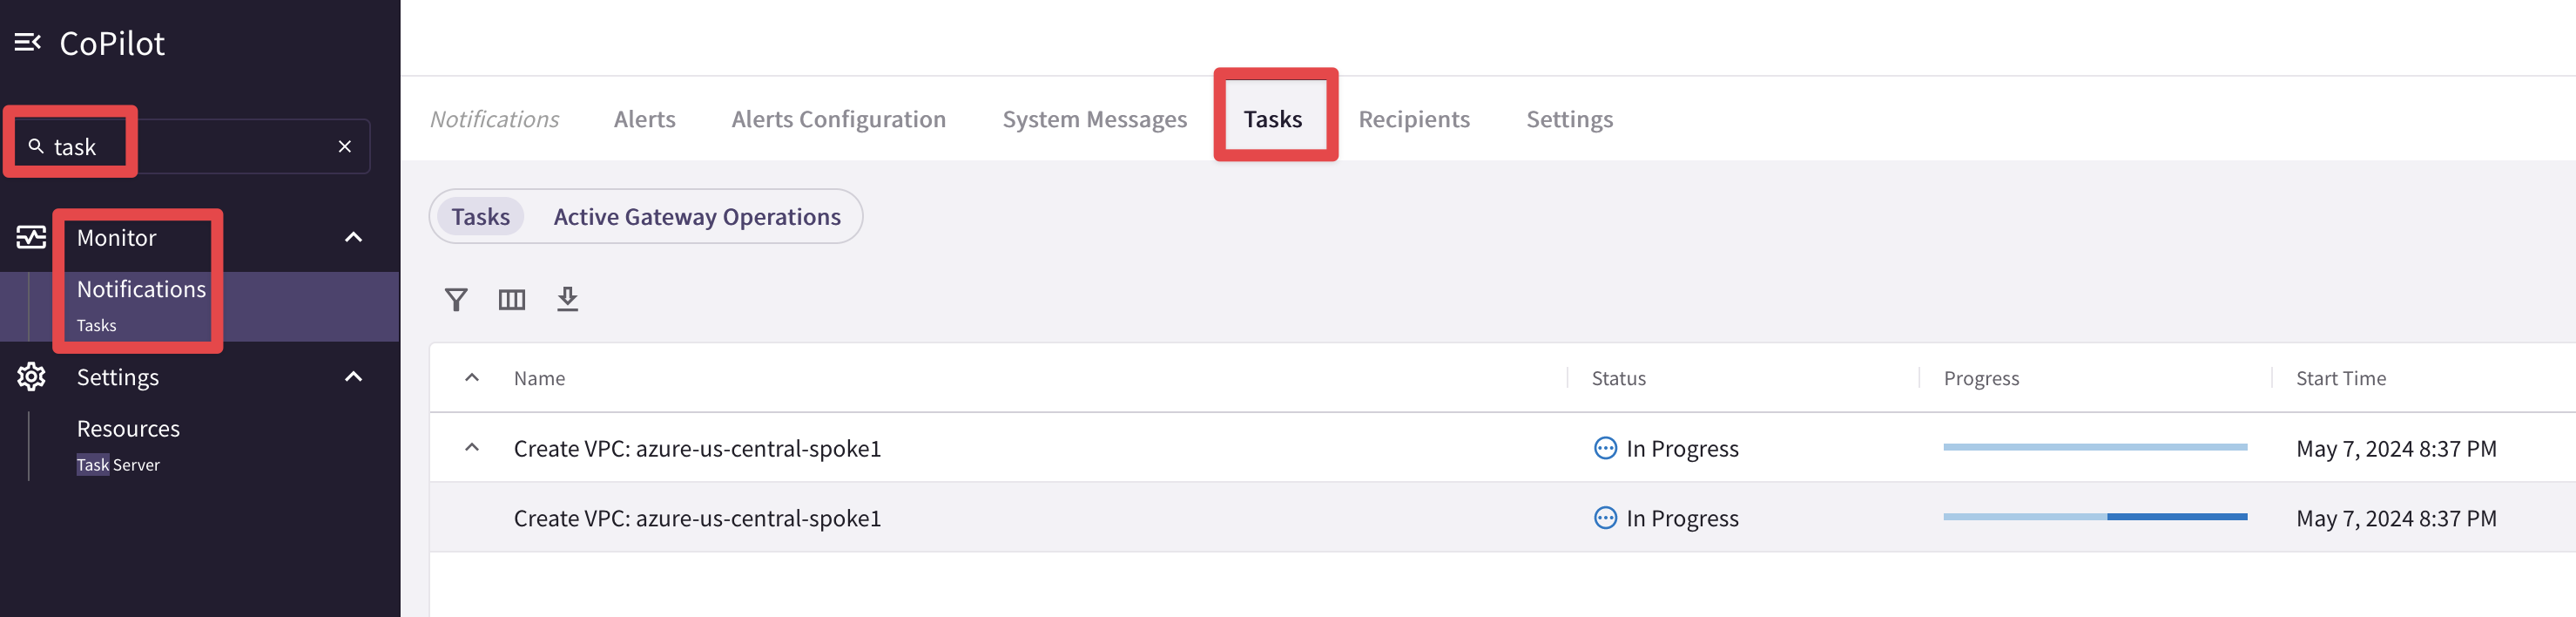 CoPilot
task
Monitor
Notifications
Tasks
Settings
Resources
Task Server
Notifications Alerts Alerts Configuration System Messages Tasks Recipients Settings
Tasks Active Gateway Operations
Name Status Progress Start Time
Create VPC: azure-us-central-spoke1 In Progress May 7, 2024 8:37 PM
Create VPC: azure-us-central-spoke1 In Progress May 7, 2024 8:37 PM